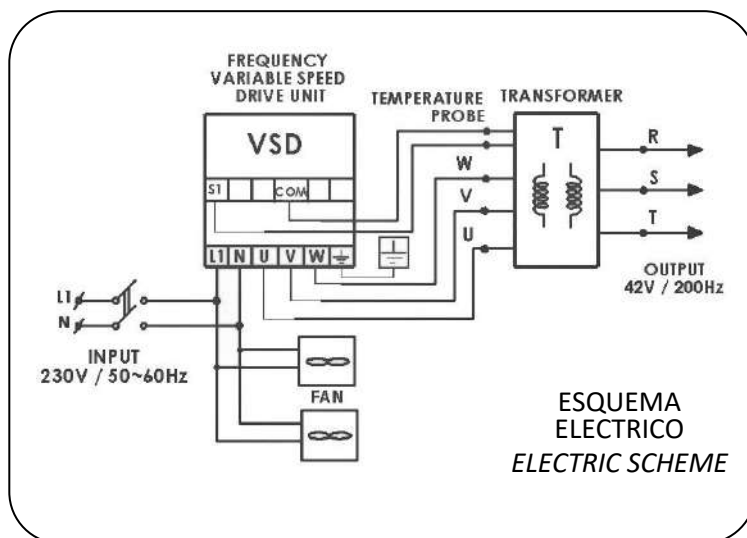 FREQUENCY
VARIABLE SPEED
DRIVE UNIT
VSD
S1
COM
L1 N U V W
TEMPERATURE
PROBE
TRANSFORMER
T
W
V
U
R
S
T
OUTPUT
42V / 200Hz
L1
N
INPUT
230V / 50~60Hz
FAN
ESQUEMA
ELECTRICO
ELECTRIC SCHEME